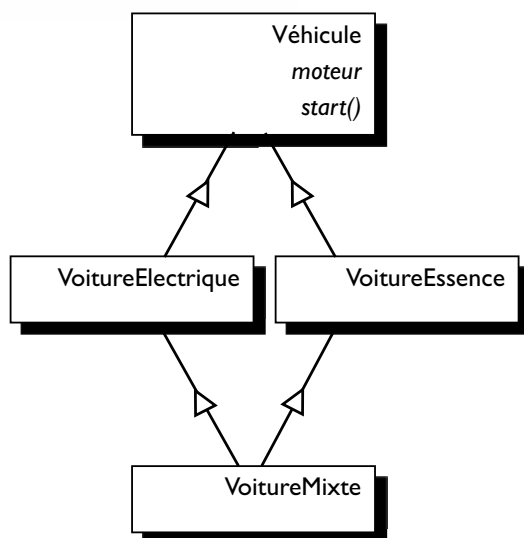 Véhicule
moteur
start()
VoitureElectrique
VoitureEssence
VoitureMixte